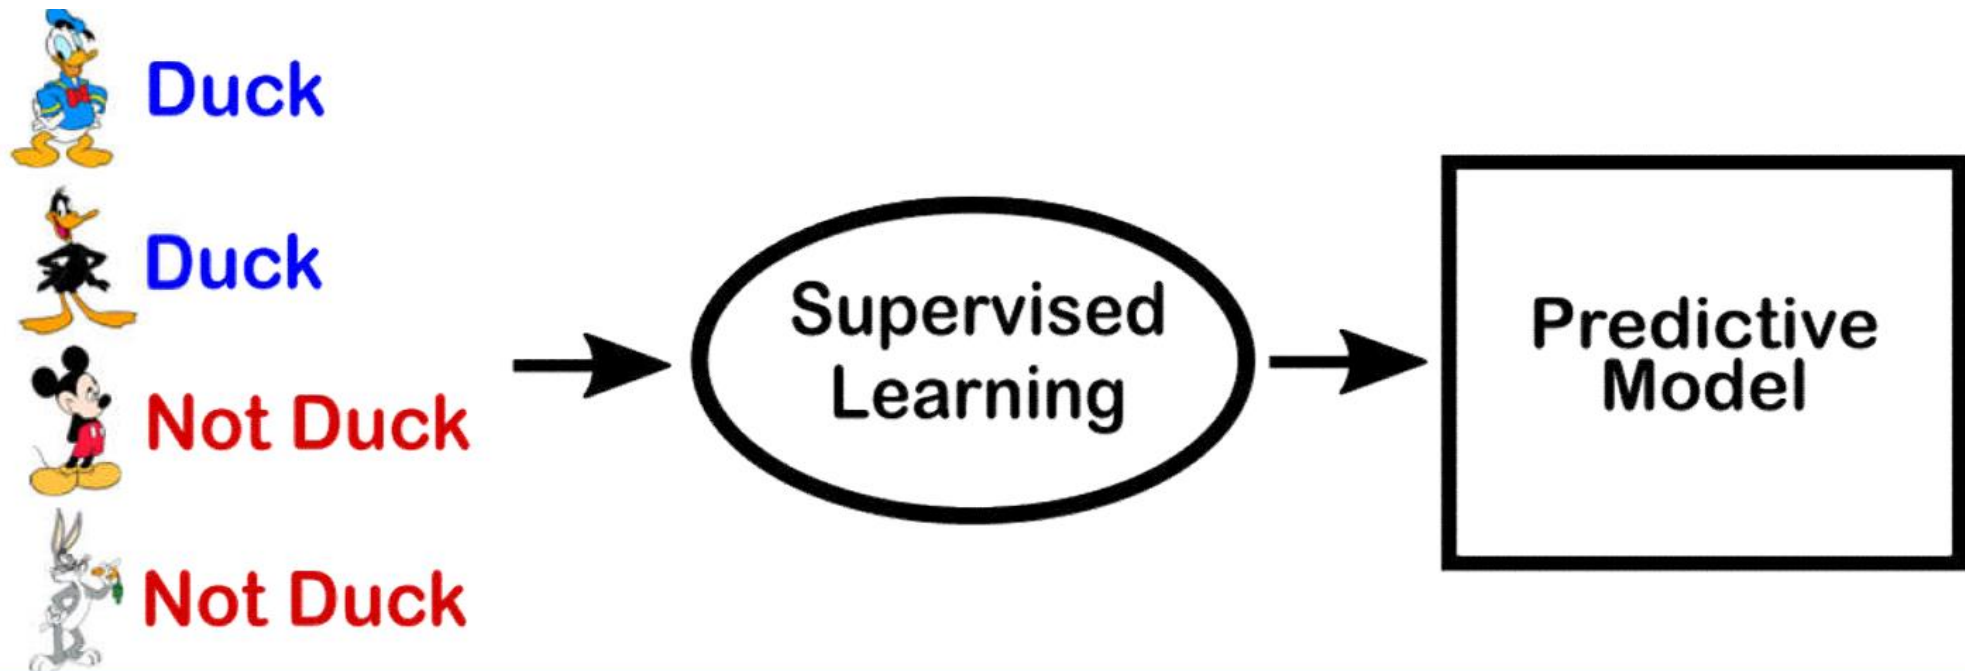 Duck
Duck
Not Duck
Not Duck
Supervised
Learning
Predictive
Model